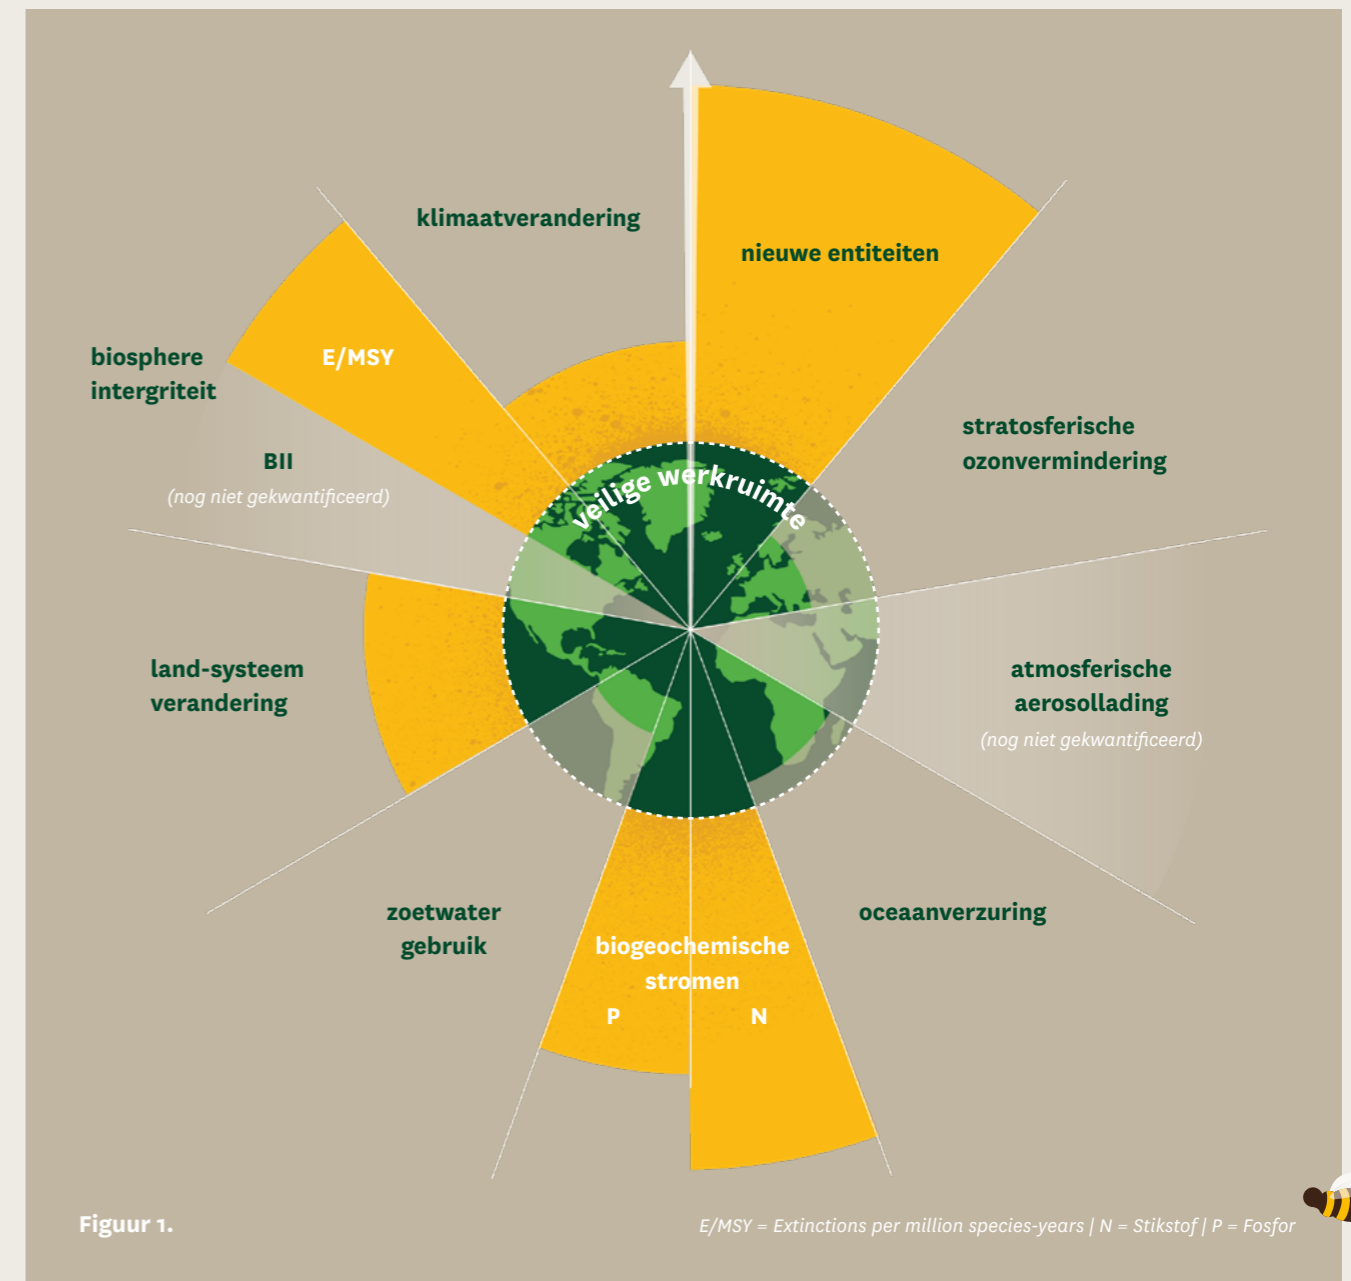 klimaatverandering
nieuwe entiteiten
biosphere
intergriteit
E/MSY
BII
(nog niet gekwantificeerd)
stratosferische
ozonvermindering
veilige werkruimte
land-systeem
verandering
atmosferische
aerosollading
(nog niet gekwantificeerd)
zoetwater
gebruik
biogeochemische
stromen
P
N
oceaanverzuring
Figuur 1.
E/MSY = Extinctions per million species-years | N = Stikstof | P = Fosfor